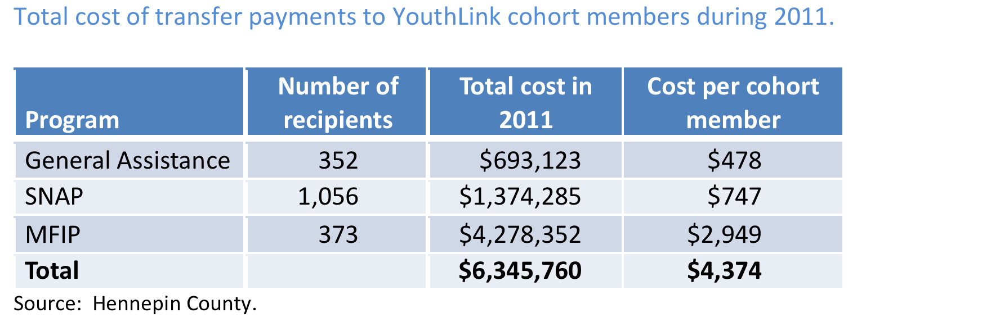 Total cost of transfer payments to YouthLink cohort members during 2011.
Program Number of recipients Total cost in 2011 Cost per cohort member
General Assistance 352 $693,123 $478
SNAP 1,056 $1,374,285 $747
MFIP 373 $4,278,352 $2,949
Total $6,345,760 $4,374
Source: Hennepin County.